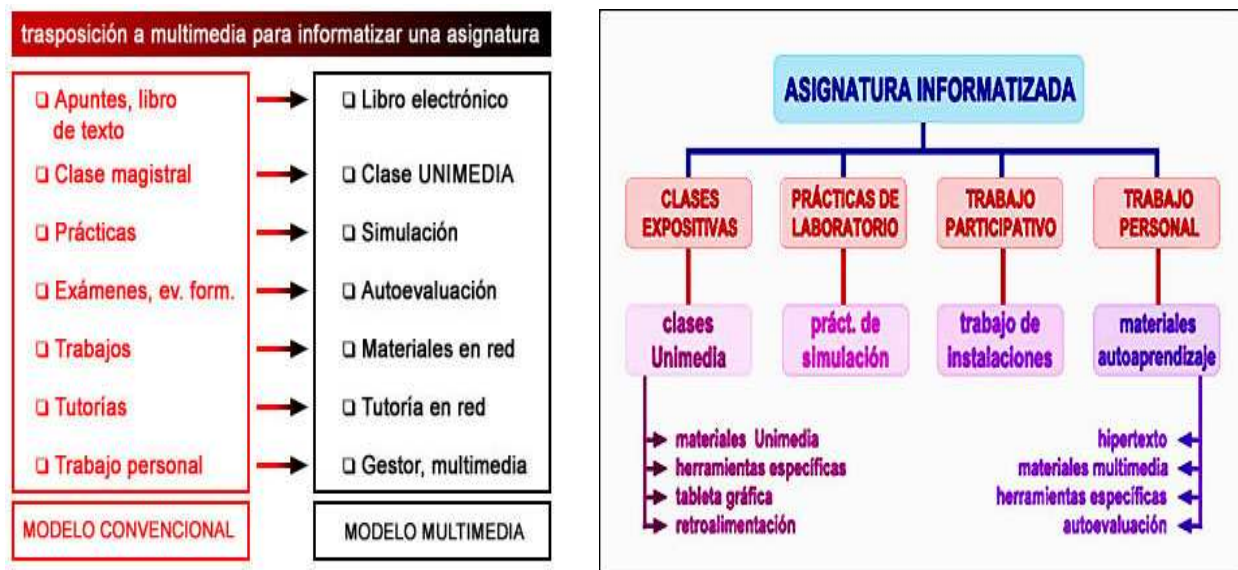 trasposición a multimedia para informatizar una asignatura
❑ Apuntes, libro
de texto
❑ Clase magistral
❑ Prácticas
❑ Exámenes, ev. form.
❑ Trabajos
❑ Tutorías
❑ Trabajo personal
❑ Libro electrónico
❑ Clase UNIMEDIA
❑ Simulación
❑ Autoevaluación
❑ Materiales en red
❑ Tutoría en red
❑ Gestor, multimedia
MODELO CONVENCIONAL
MODELO MULTIMEDIA
ASIGNATURA INFORMATIZADA
CLASES
EXPOSITIVAS
PRÁCTICAS DE
LABORATORIO
TRABAJO
PARTICIPATIVO
TRABAJO
PERSONAL
clases
Unimedia
práct. de
simulación
trabajo de
instalaciones
materiales
autoaprendizaje
materiales Unimedia
herramientas específicas
tableta gráfica
retroalimentación
hipertexto
materiales multimedia
herramientas específicas
autoevaluación